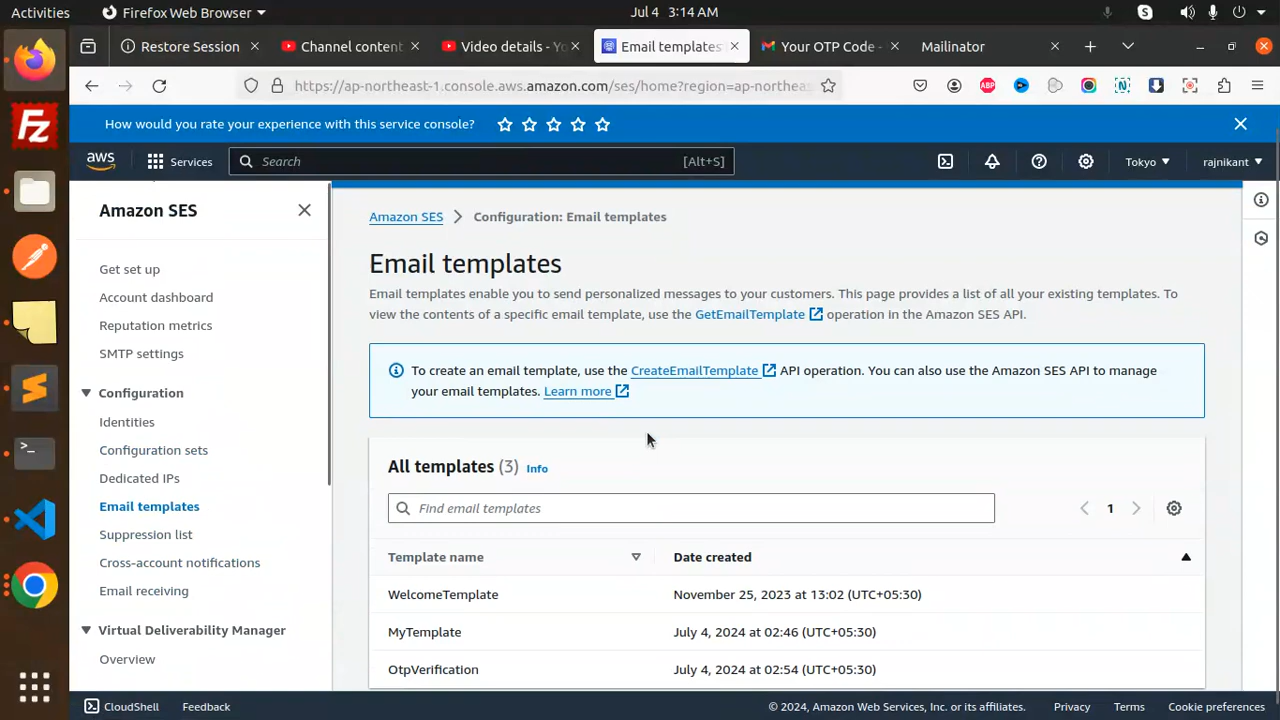 Activities
Firefox Web Browser
Jul 4 3:14 AM
Restore Session
Channel content
Video details - Yo
Email templates
Your OTP Code -
Mailinator
https://ap-northeast-1.console.aws.amazon.com/ses/home?region=ap-northeas
How would you rate your experience with this service console?
aws
Services
Search
[Alt+S]
Tokyo
rajnikant
Amazon SES
Get set up
Account dashboard
Reputation metrics
SMTP settings
Configuration
Identities
Configuration sets
Dedicated IPs
Email templates
Suppression list
Cross-account notifications
Email receiving
Virtual Deliverability Manager
Overview
Amazon SES > Configuration: Email templates
Email templates
Email templates enable you to send personalized messages to your customers. This page provides a list of all your existing templates. To
view the contents of a specific email template, use the GetEmailTemplate operation in the Amazon SES API.
To create an email template, use the CreateEmailTemplate API operation. You can also use the Amazon SES API to manage
your email templates. Learn more
All templates (3) Info
Find email templates
1
Template name Date created
WelcomeTemplate November 25, 2023 at 13:02 (UTC+05:30)
MyTemplate July 4, 2024 at 02:46 (UTC+05:30)
OtpVerification July 4, 2024 at 02:54 (UTC+05:30)
CloudShell Feedback © 2024, Amazon Web Services, Inc. or its affiliates. Privacy Terms Cookie preferences